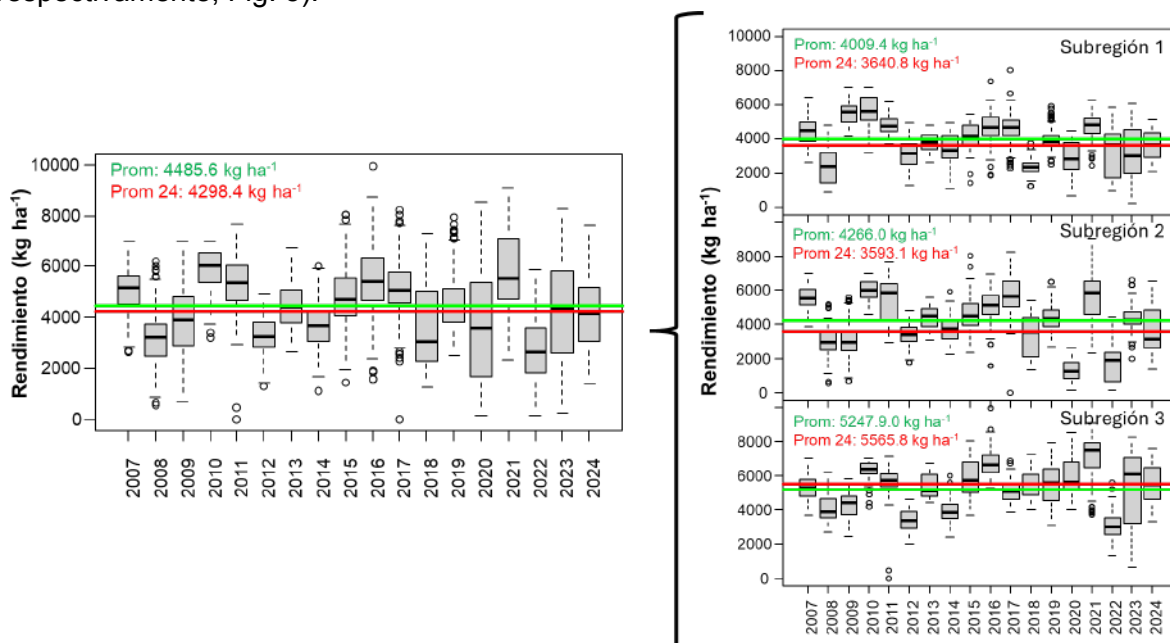 respectivamente, Fig. 3).
Prom: 4485.6 kg ha⁻¹
Prom 24: 4298.4 kg ha⁻¹
Rendimiento (kg ha⁻¹)
10000
8000
6000
4000
2000
0
2007 2008 2009 2010 2011 2012 2013 2014 2015 2016 2017 2018 2019 2020 2021 2022 2023 2024
Rendimiento (kg ha⁻¹)
Subregión 1
Prom: 4009.4 kg ha⁻¹
Prom 24: 3640.8 kg ha⁻¹
10000
8000
6000
4000
2000
0
Subregión 2
Prom: 4266.0 kg ha⁻¹
Prom 24: 3593.1 kg ha⁻¹
8000
6000
4000
2000
0
Subregión 3
Prom: 5247.9.0 kg ha⁻¹
Prom 24: 5565.8 kg ha⁻¹
8000
6000
4000
2000
0
2007 2008 2009 2010 2011 2012 2013 2014 2015 2016 2017 2018 2019 2020 2021 2022 2023 2024